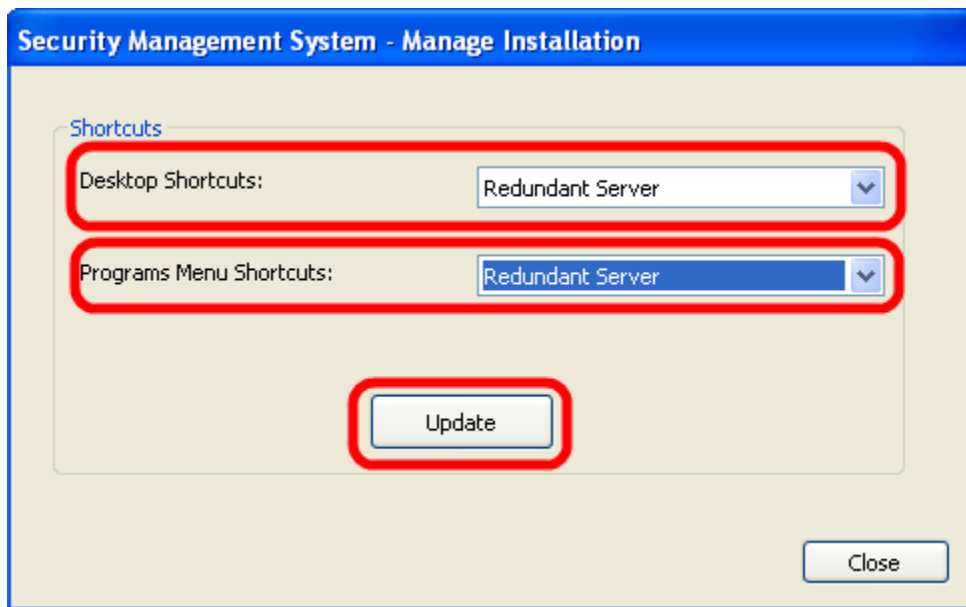 Security Management System - Manage Installation
Shortcuts
Desktop Shortcuts:
Redundant Server
Programs Menu Shortcuts:
Redundant Server
Update
Close